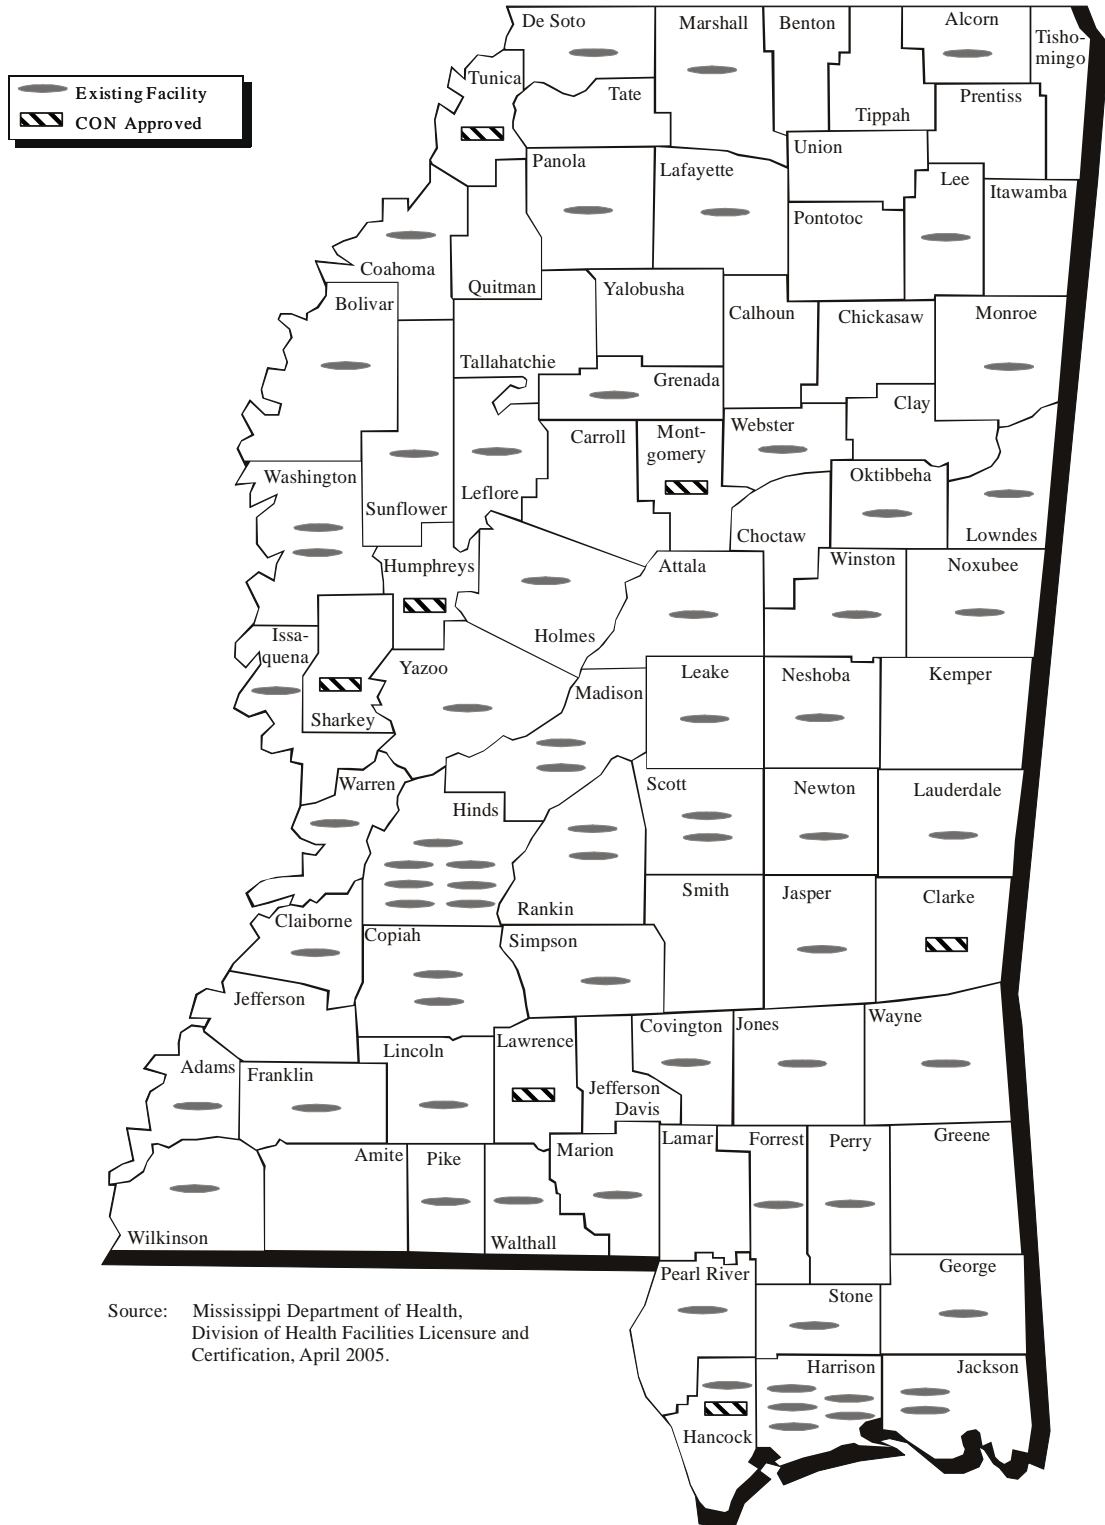 De Soto
Marshall
Benton
Alcorn
Tisho-
mingo
Existing Facility
CON Approved
Tunica
Tate
Prentiss
Tippah
Union
Panola
Lafayette
Lee
Itawamba
Pontotoc
Coahoma
Quitman
Yalobusha
Bolivar
Calhoun
Chickasaw
Monroe
Tallahatchie
Grenada
Clay
Carroll
Mont-
gomery
Webster
Washington
Sunflower
Leflore
Oktibbeha
Choctaw
Lowndes
Humphreys
Attala
Winston
Noxubee
Holmes
Issa-
quena
Yazoo
Madison
Leake
Neshoba
Kemper
Sharkey
Warren
Hinds
Scott
Newton
Lauderdale
Rankin
Smith
Jasper
Clarke
Claiborne
Copiah
Simpson
Jefferson
Covington
Jones
Wayne
Lawrence
Lincoln
Adams
Franklin
Jefferson
Davis
Amite
Pike
Marion
Lamar
Forrest
Perry
Greene
Wilkinson
Walthall
Pearl River
George
Stone
Source: Mississippi Department of Health,
Division of Health Facilities Licensure and
Certification, April 2005.
Harrison
Jackson
Hancock